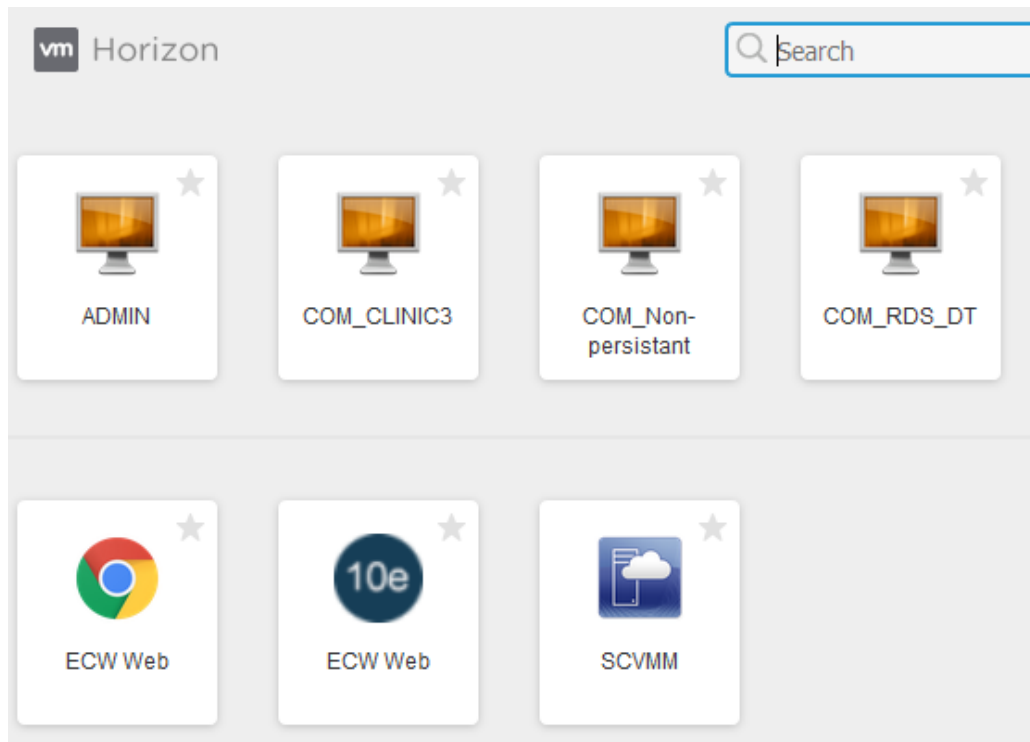 vm Horizon
Search
ADMIN
COM_CLINIC3
COM_Non-
persistant
COM_RDS_DT
10e
ECW Web
ECW Web
SCVMM